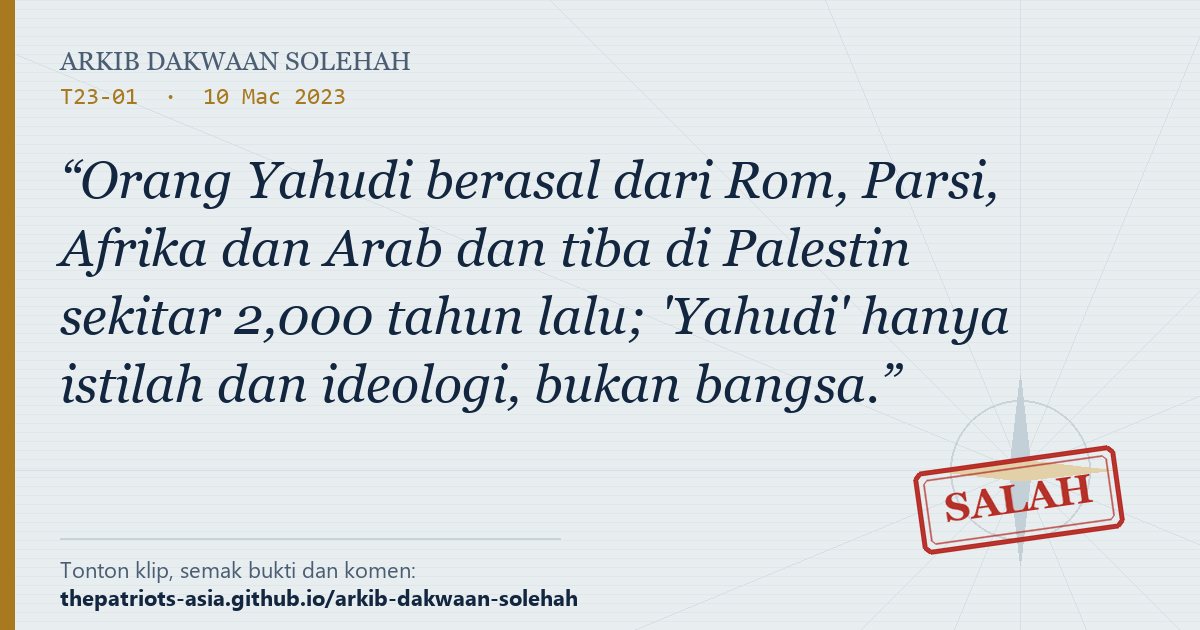 ARKIB DAKWAAN SOLEHAH
T23-01 · 10 Mac 2023
“Orang Yahudi berasal dari Rom, Parsi,
Afrika dan Arab dan tiba di Palestin
sekitar 2,000 tahun lalu; 'Yahudi' hanya
istilah dan ideologi, bukan bangsa.”
SALAH
Tonton klip, semak bukti dan komen:
thepatriots-asia.github.io/arkib-dakwaan-solehah